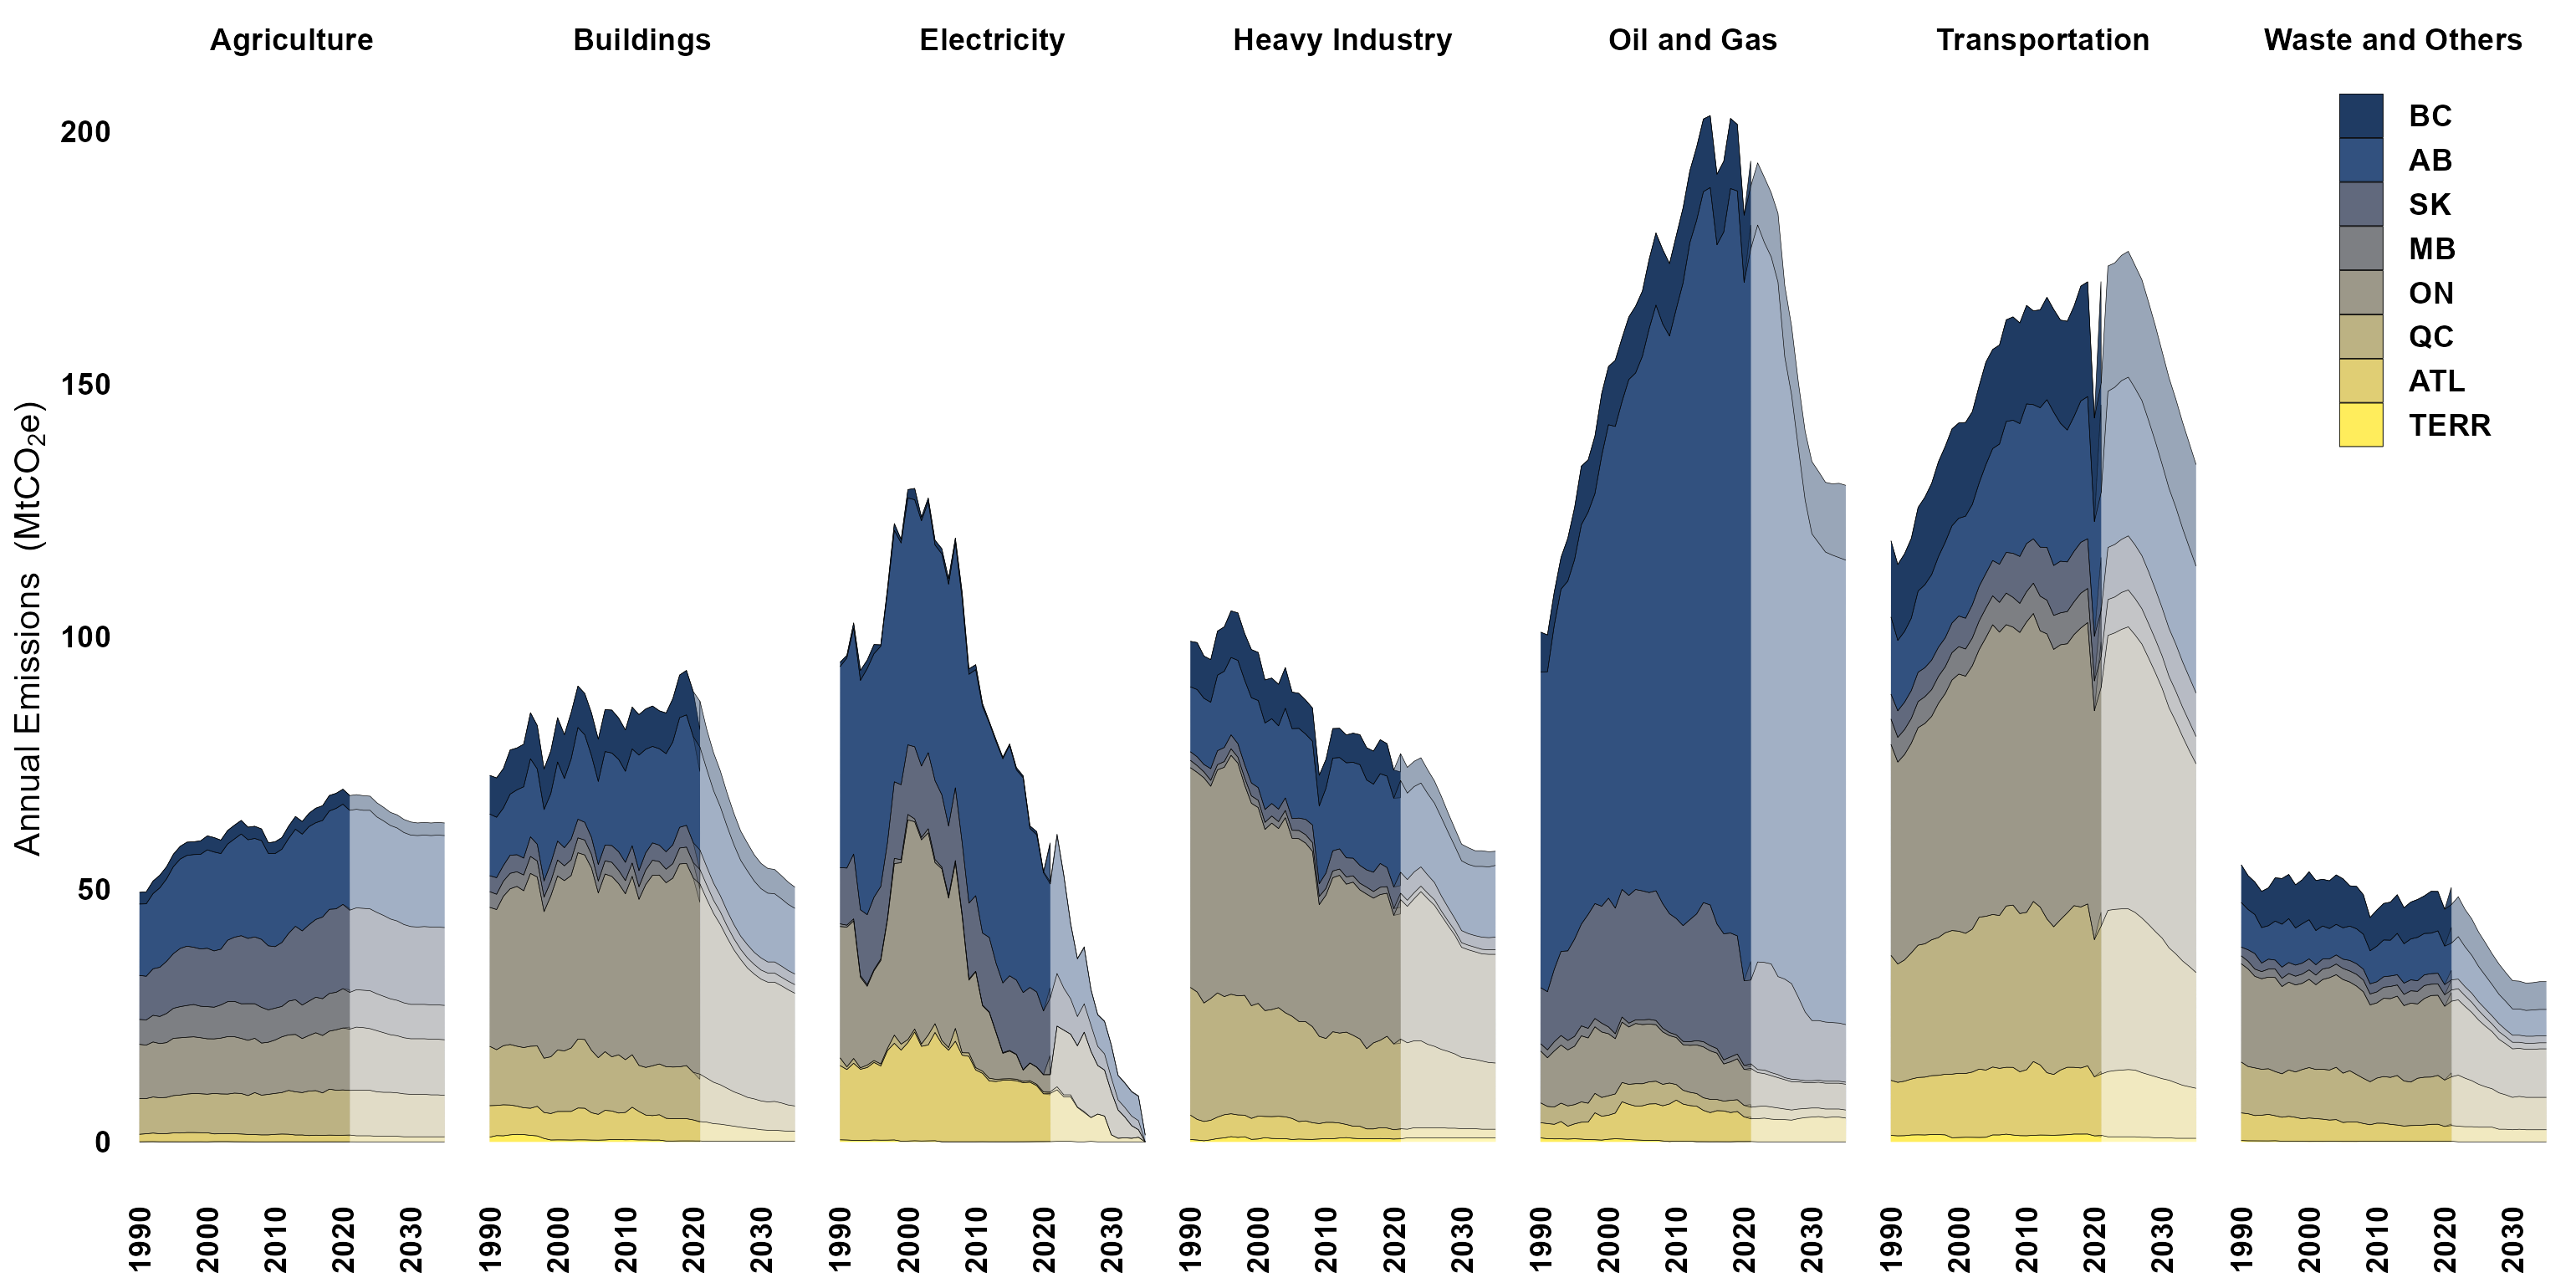 Agriculture
Buildings
Electricity
Heavy Industry
Oil and Gas
Transportation
Waste and Others
BC
AB
SK
MB
ON
QC
ATL
TERR
Annual Emissions (MtCO₂e)
200
150
100
50
0
1990 2000 2010 2020 2030
1990 2000 2010 2020 2030
1990 2000 2010 2020 2030
1990 2000 2010 2020 2030
1990 2000 2010 2020 2030
1990 2000 2010 2020 2030
1990 2000 2010 2020 2030